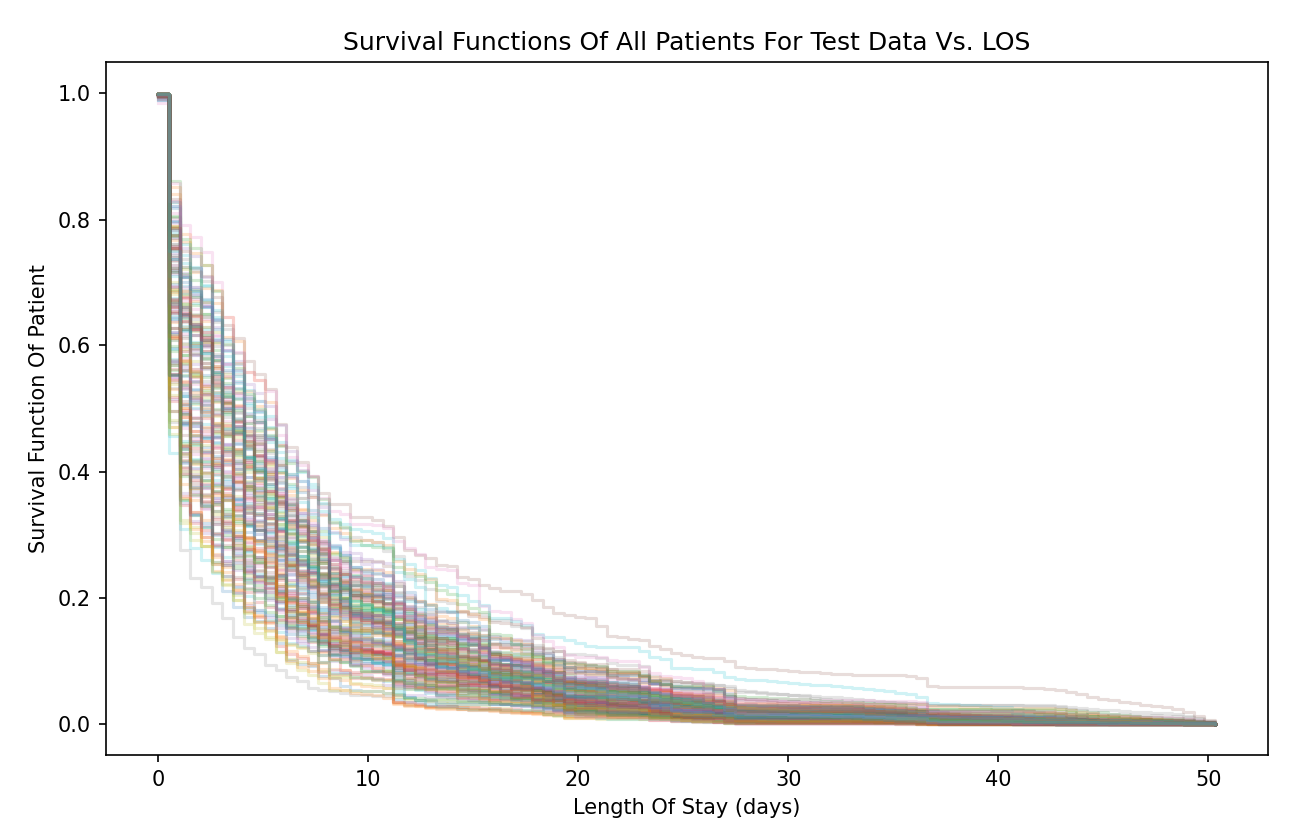 Survival Functions Of All Patients For Test Data Vs. LOS
Survival Function Of Patient
1.0
0.8
0.6
0.4
0.2
0.0
0 10 20 30 40 50
Length Of Stay (days)